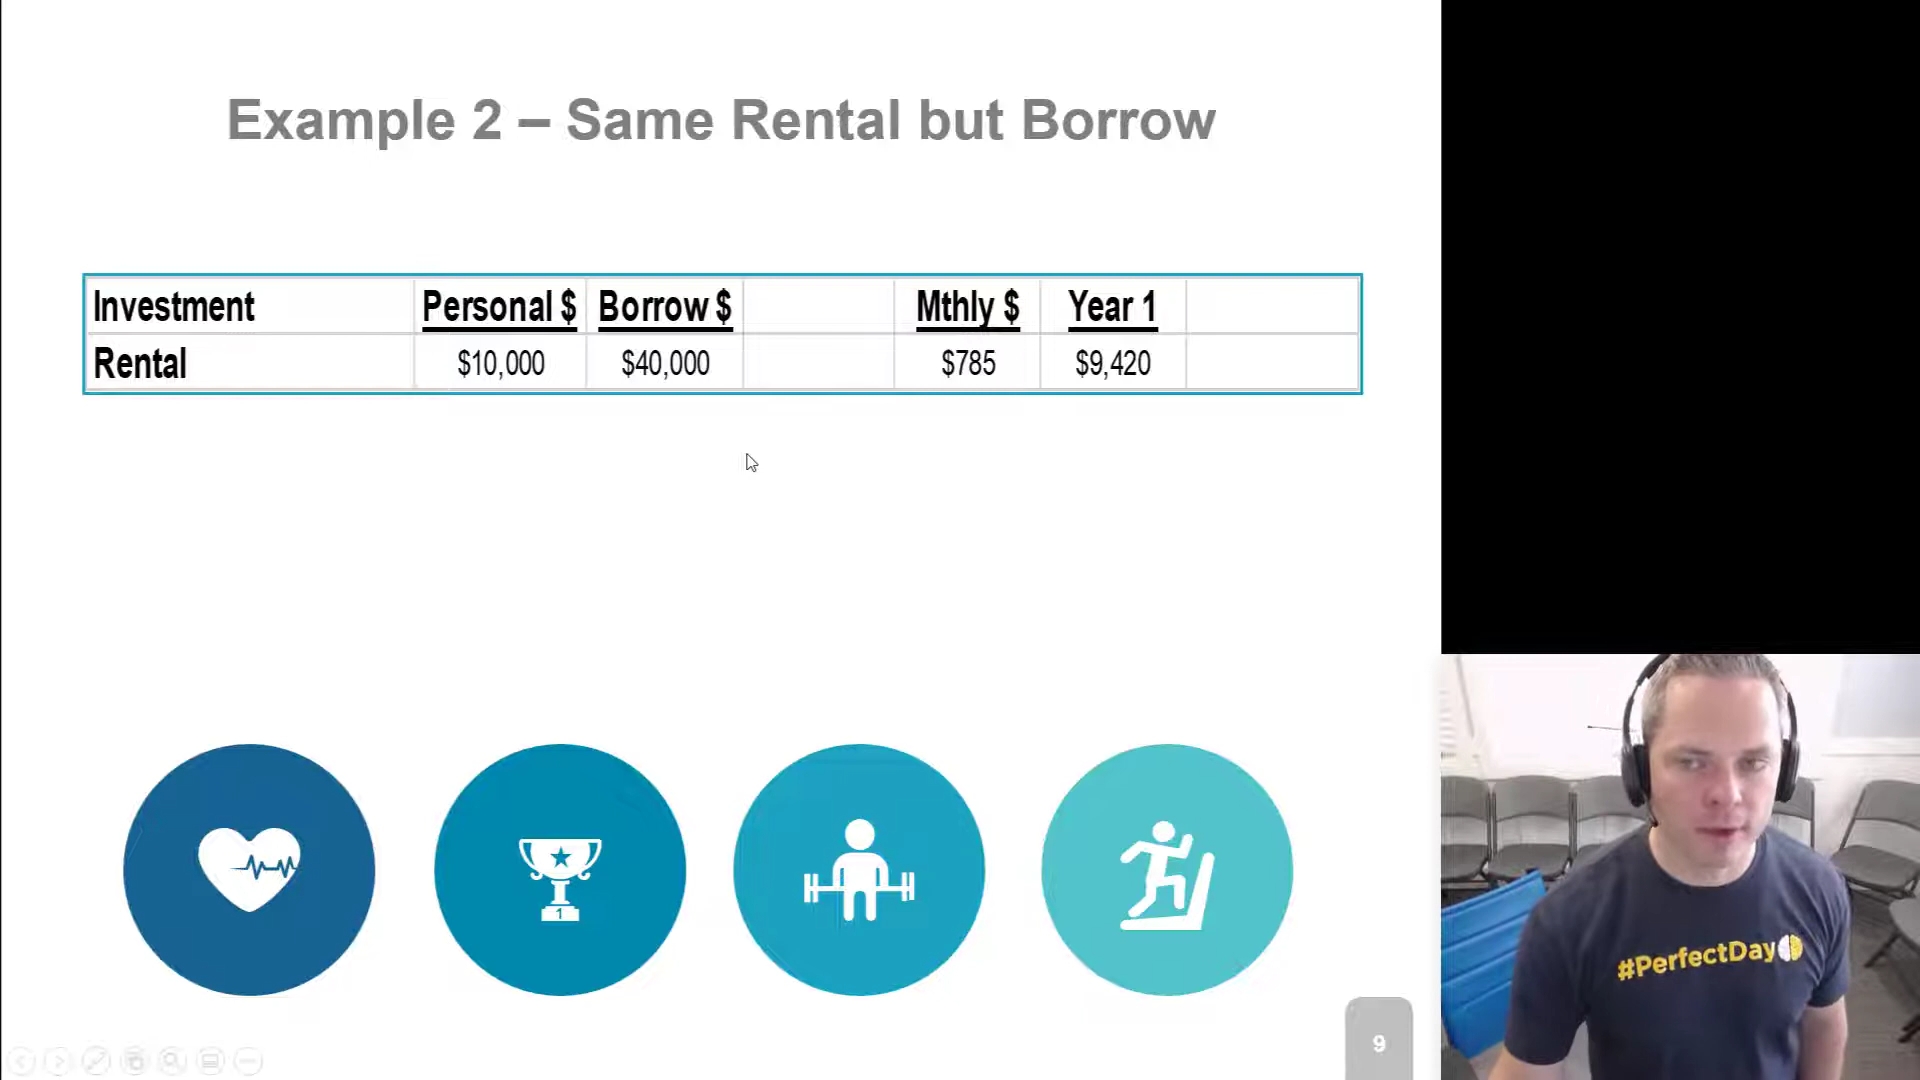 Example 2 – Same Rental but Borrow
Investment Personal $ Borrow $ Mthly $ Year 1
Rental $10,000 $40,000 $785 $9,420
1
9
#PerfectDay